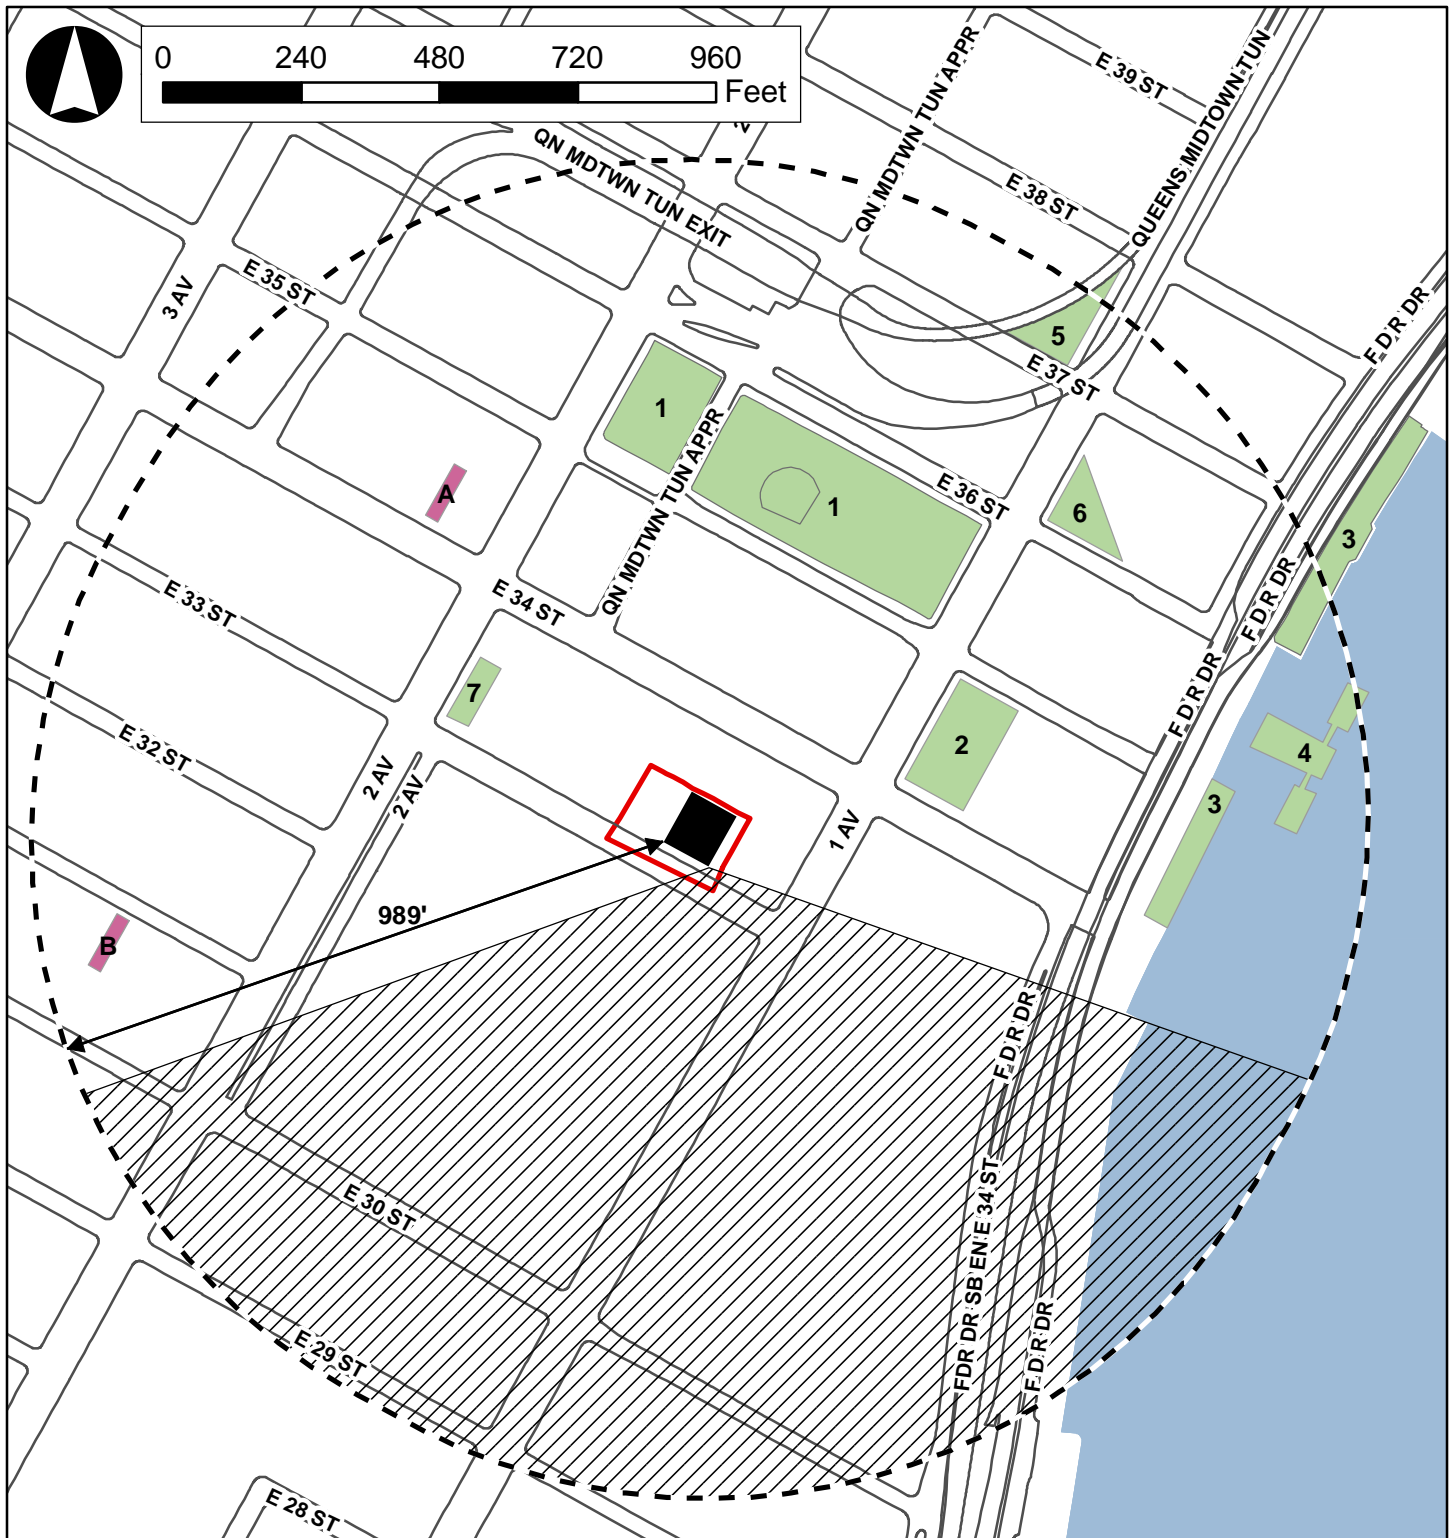 0 240 480 720 960
Feet
E 39 ST
QN MDTWN TUN APPR
QUEENS MIDTOWN TUN
QN MDTWN TUN EXIT
E 38 ST
3 AV
E 35 ST
F D R DR
5
E 37 ST
1
QN MDTWN TUN APPR
A
E 36 ST
1
6
3
F D R DR
E 33 ST
E 34 ST
F D R DR
7
2
E 32 ST
4
2 AV
2 AV
3
1 AV
989'
B
F D R DR
E 30 ST
FDR DR SB EN E 34 ST
F D R DR
E 29 ST
E 28 ST